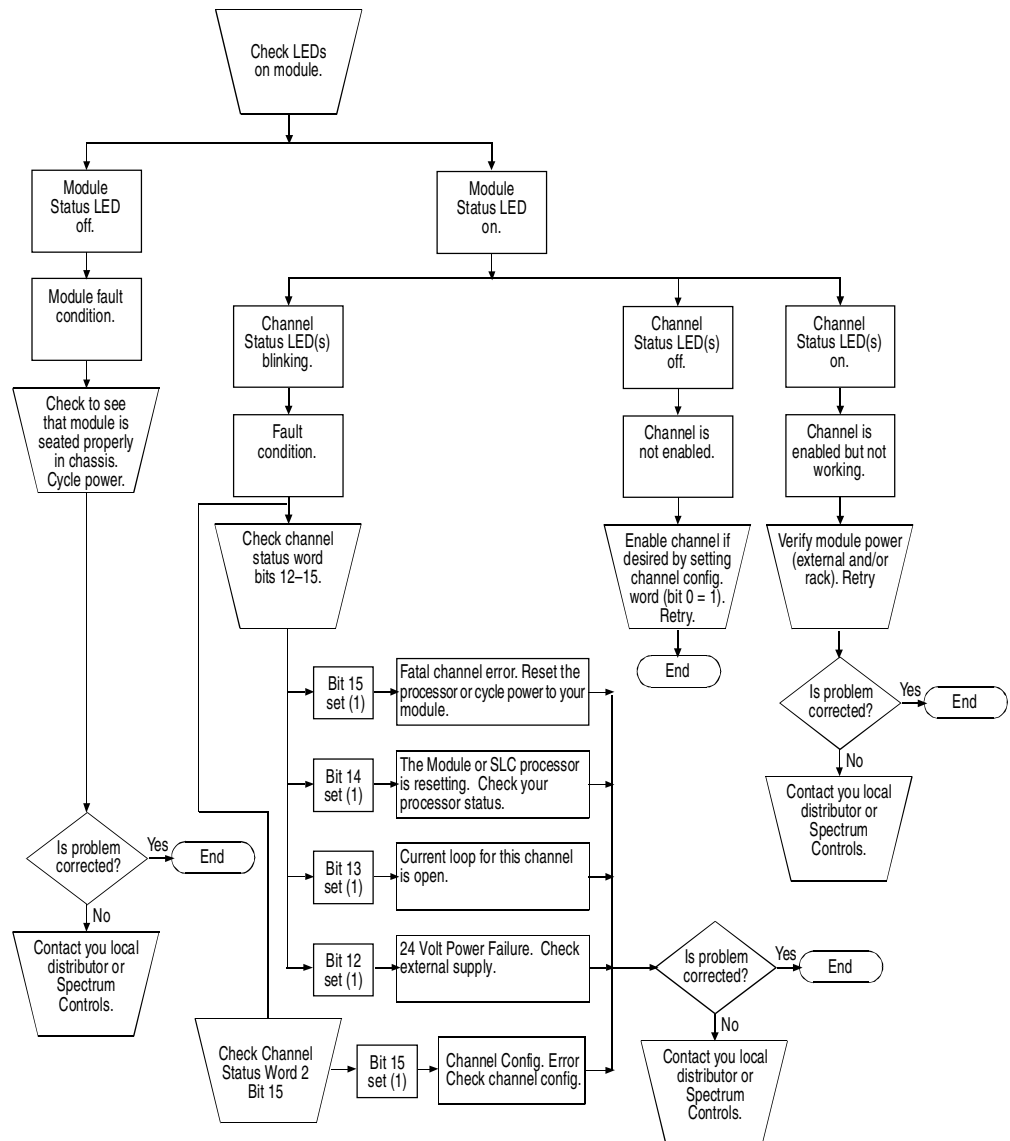 Check LEDs
on module.
Module
Status LED
off.
Module
Status LED
on.
Module fault
condition.
Channel
Status LED(s)
blinking.
Channel
Status LED(s)
off.
Channel
Status LED(s)
on.
Check to see
that module is
seated properly
in chassis.
Cycle power.
Fault
condition.
Channel is
not enabled.
Channel is
enabled but not
working.
Check channel
status word
bits 12–15.
Enable channel if
desired by setting
channel config.
word (bit 0 = 1).
Retry.
Verify module power
(external and/or
rack). Retry
End
Bit 15
set (1)
Fatal channel error. Reset the
processor or cycle power to your
module.
Is problem
corrected?
Yes
End
No
Bit 14
set (1)
The Module or SLC processor
is resetting. Check your
processor status.
Contact you local
distributor or
Spectrum
Controls.
Is problem
corrected?
Yes
End
No
Bit 13
set (1)
Current loop for this channel
is open.
Contact you local
distributor or
Spectrum
Controls.
Bit 12
set (1)
24 Volt Power Failure. Check
external supply.
Is problem
corrected?
Yes
End
No
Check Channel
Status Word 2
Bit 15
Bit 15
set (1)
Channel Config. Error
Check channel config.
Contact you local
distributor or
Spectrum
Controls.